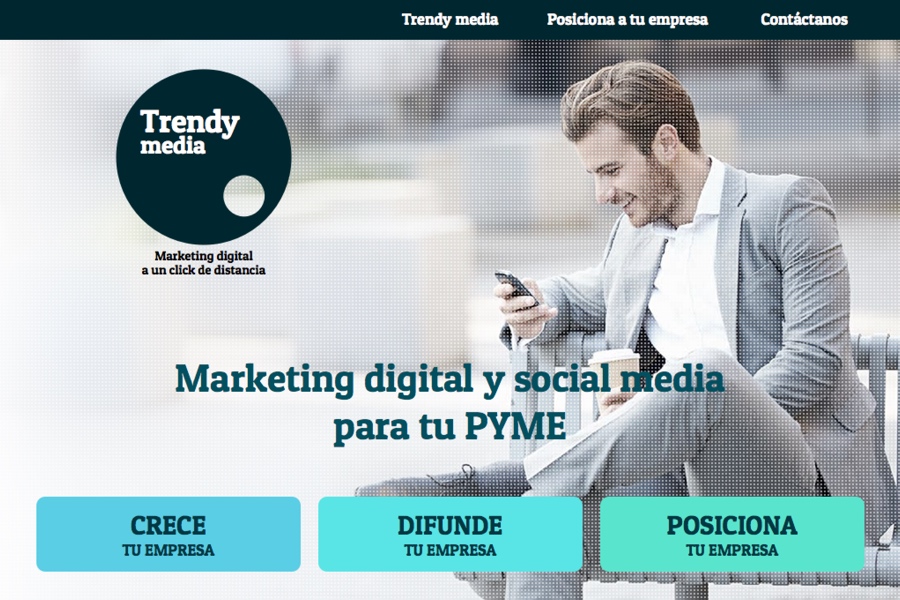 Trendy media
Posiciona a tu empresa
Contáctanos
Trendy
media
Marketing digital
a un click de distancia
Marketing digital y social media
para tu PYME
CRECE
TU EMPRESA
DIFUNDE
TU EMPRESA
POSICIONA
TU EMPRESA